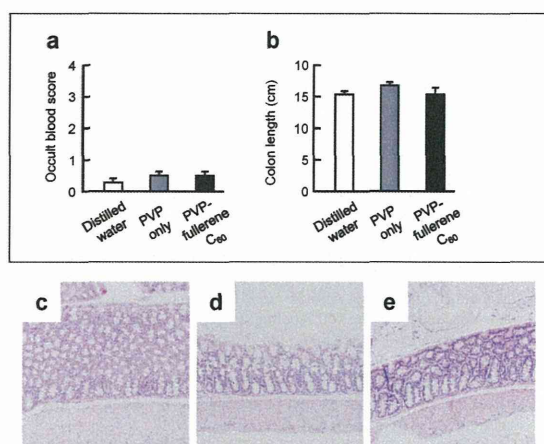 a
Occult blood score
4
3
2
1
0
Distilled water
PVP only
PVP-fullerene C60
b
Colon length (cm)
15
10
15
5
0
Distilled water
PVP only
PVP-fullerene C60
c
d
e